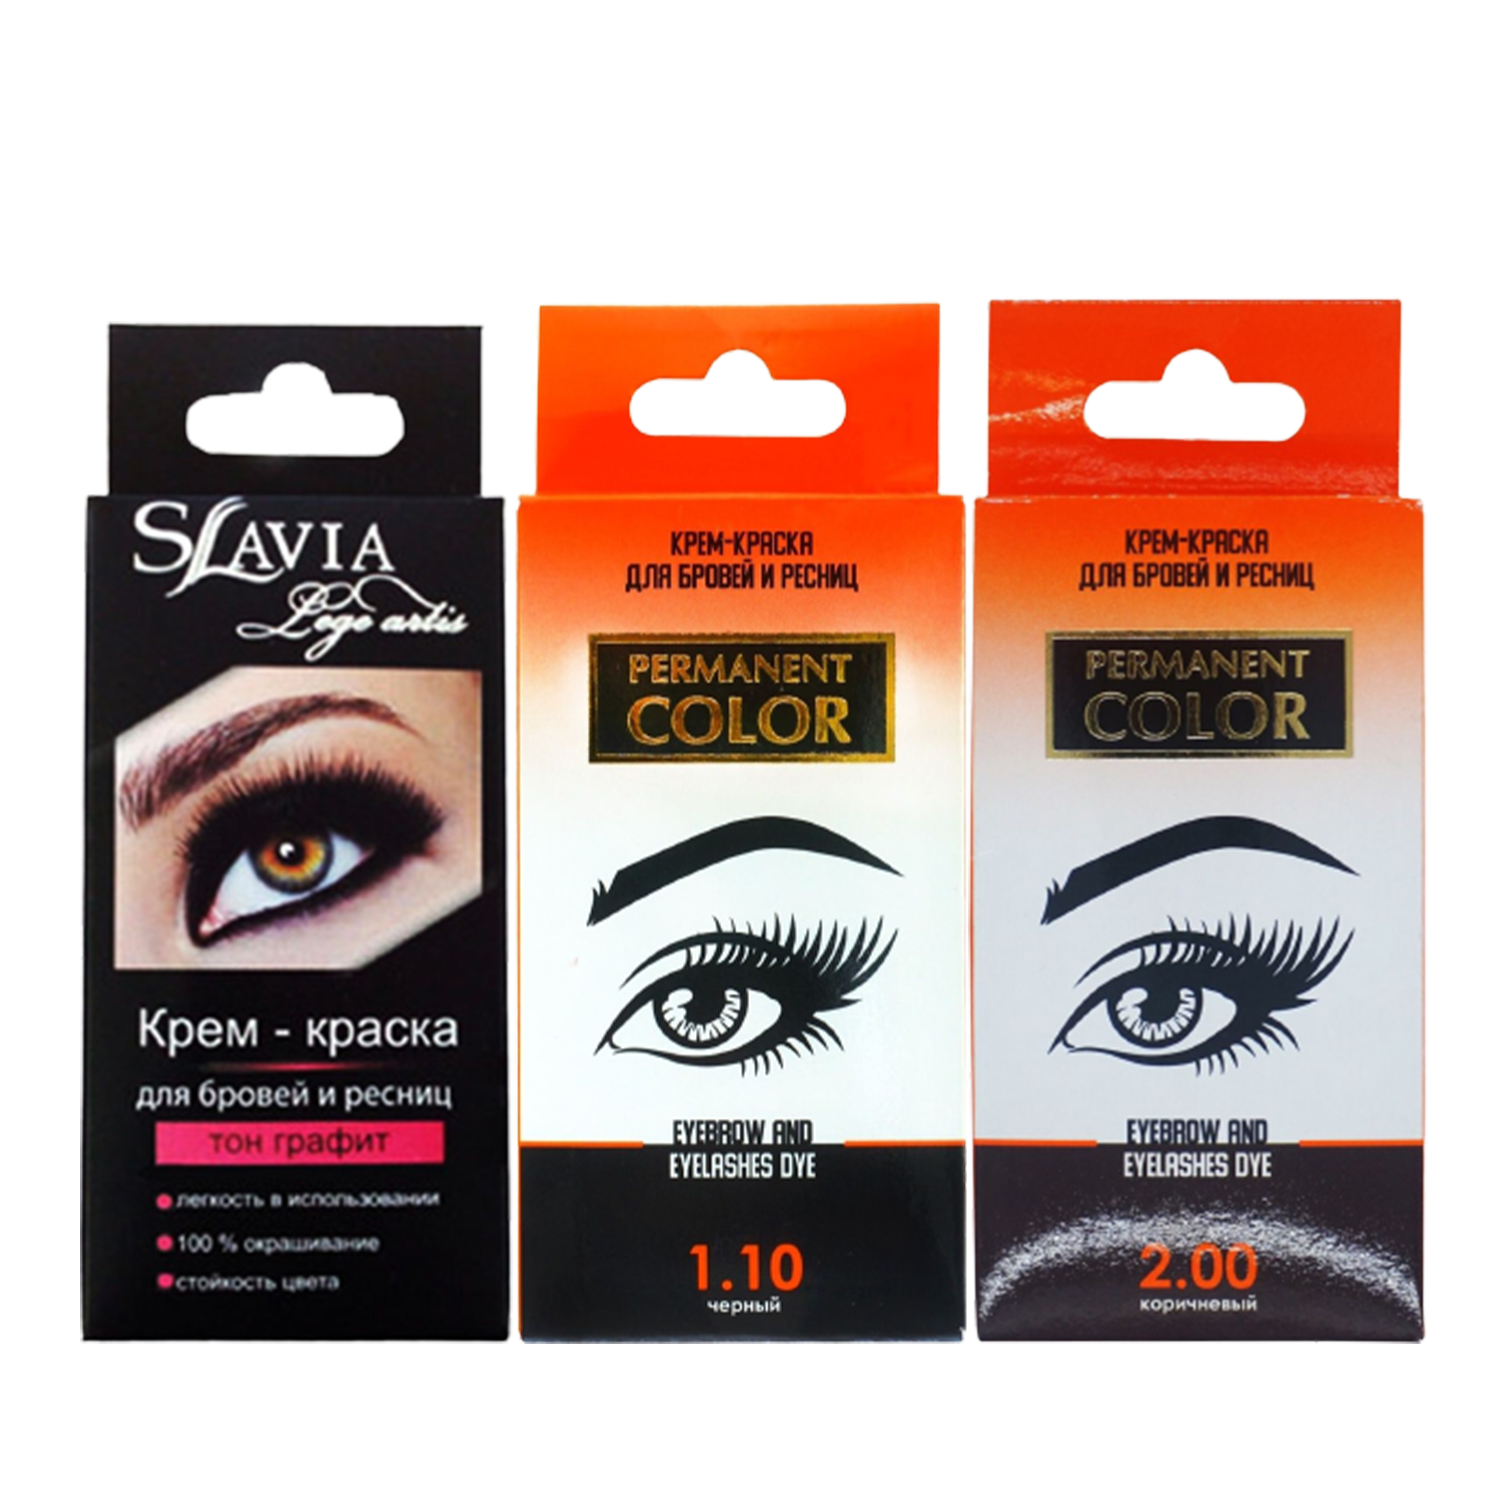 SLAVIA
Lege artis
Крем - краска
для бровей и ресниц
тон графит
легкость в использовании
100 % окрашивание
стойкость цвета
КРЕМ-КРАСКА
ДЛЯ БРОВЕЙ И РЕСНИЦ
PERMANENT
COLOR
EYEBROW AND
EYELASHES DYE
1.10
черный
КРЕМ-КРАСКА
ДЛЯ БРОВЕЙ И РЕСНИЦ
PERMANENT
COLOR
EYEBROW AND
EYELASHES DYE
2.00
коричневый